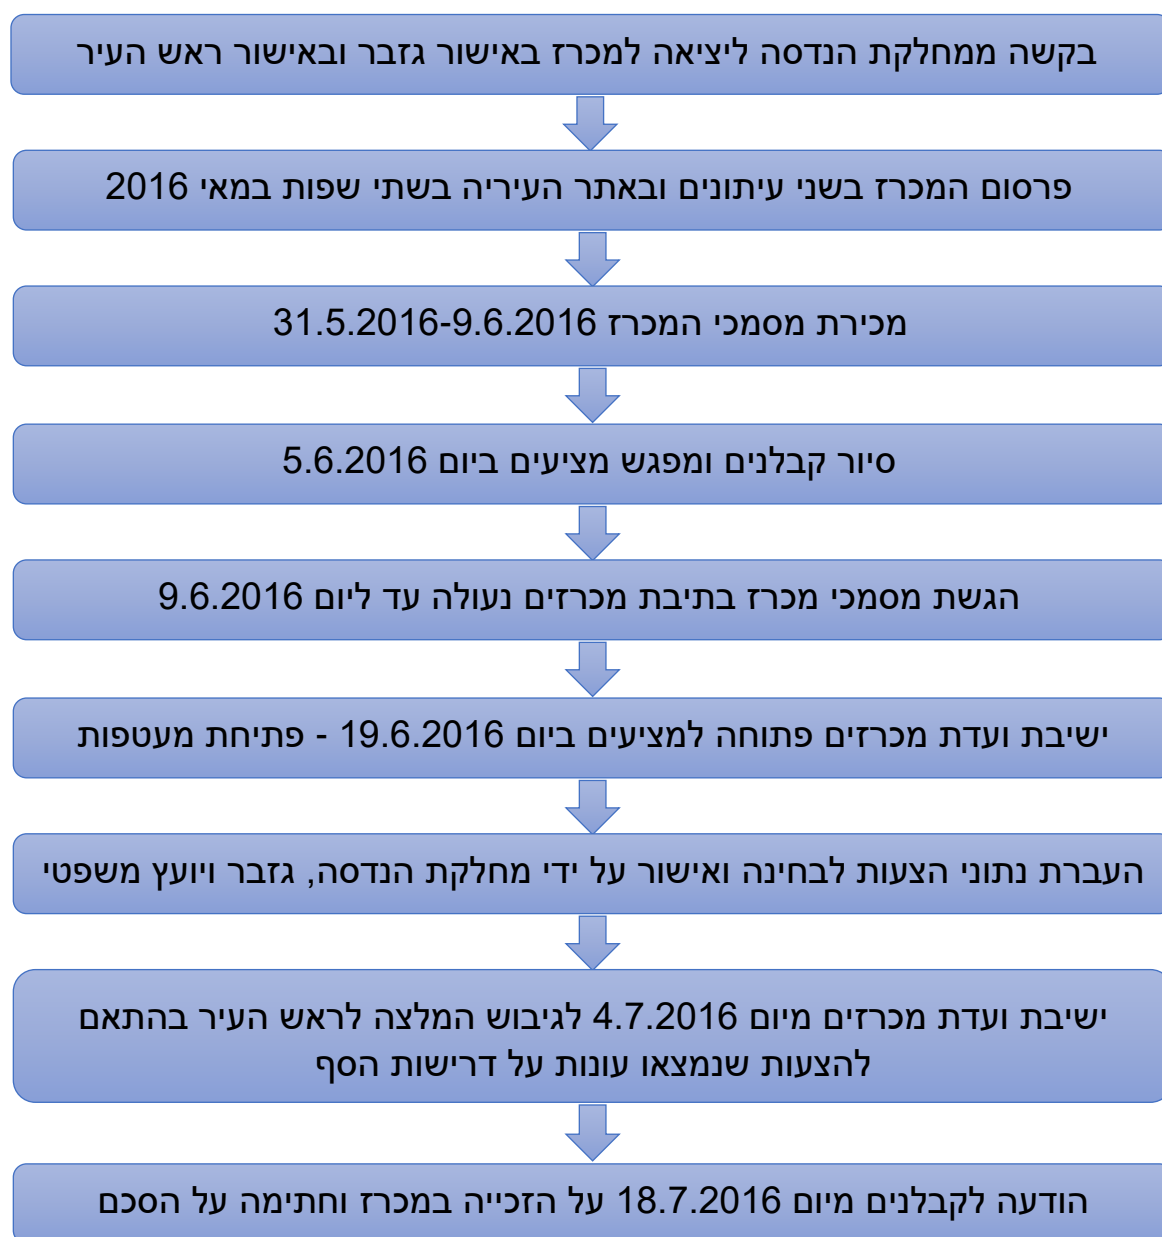 בקשה ממחלקת הנדסה ליציאה למכרז באישור גזבר ובאישור ראש העיר
פרסום המכרז בשני עיתונים ובאתר העיריה בשתי שפות במאי 2016
מכירת מסמכי המכרז 31.5.2016-9.6.2016
סיור קבלנים ומפגש מציעים ביום 5.6.2016
הגשת מסמכי מכרז בתיבת מכרזים נעולה עד ליום 9.6.2016
ישיבת ועדת מכרזים פתוחה למציעים ביום 19.6.2016 - פתיחת מעטפות
העברת נתוני הצעות לבחינה ואישור על ידי מחלקת הנדסה, גזבר ויועץ משפטי
ישיבת ועדת מכרזים מיום 4.7.2016 לגיבוש המלצה לראש העיר בהתאם
להצעות שנמצאו עונות על דרישות הסף
הודעה לקבלנים מיום 18.7.2016 על הזכייה במכרז וחתימה על הסכם